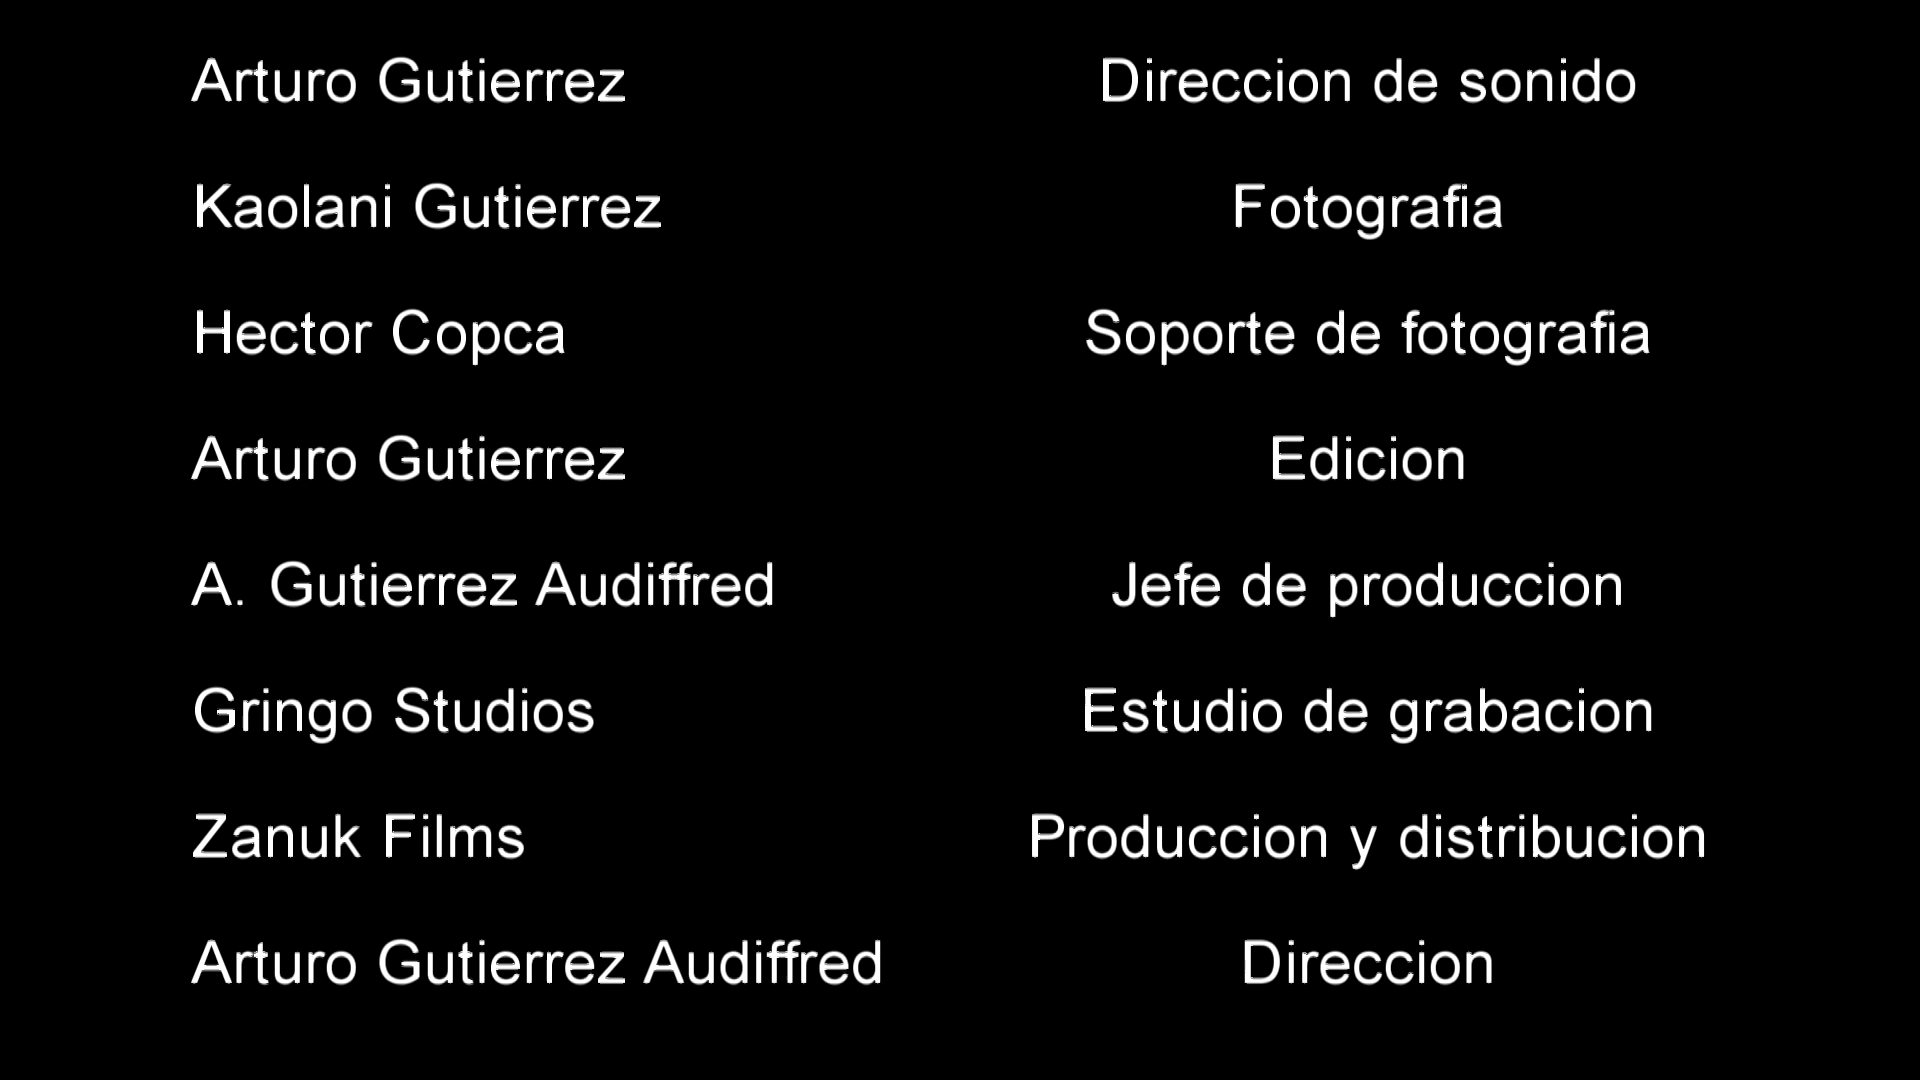 Arturo Gutierrez Direccion de sonido
Kaolani Gutierrez Fotografia
Hector Copca Soporte de fotografia
Arturo Gutierrez Edicion
A. Gutierrez Audiffred Jefe de produccion
Gringo Studios Estudio de grabacion
Zanuk Films Produccion y distribucion
Arturo Gutierrez Audiffred Direccion